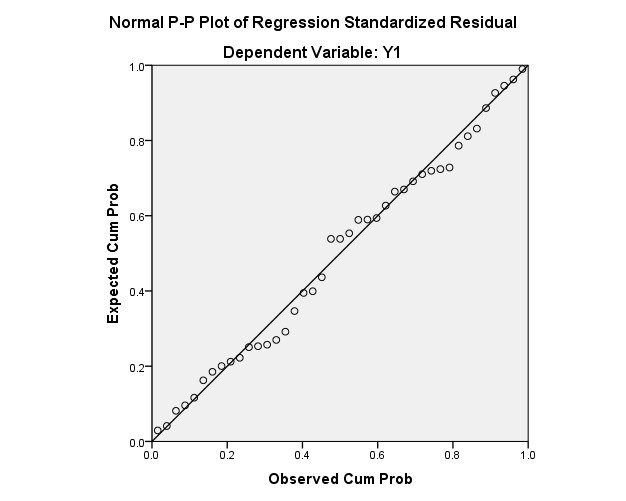 Normal P-P Plot of Regression Standardized Residual
Dependent Variable: Y1
1.0
0.8
0.6
0.4
0.2
0.0
Expected Cum Prob
0.0 0.2 0.4 0.6 0.8 1.0
Observed Cum Prob